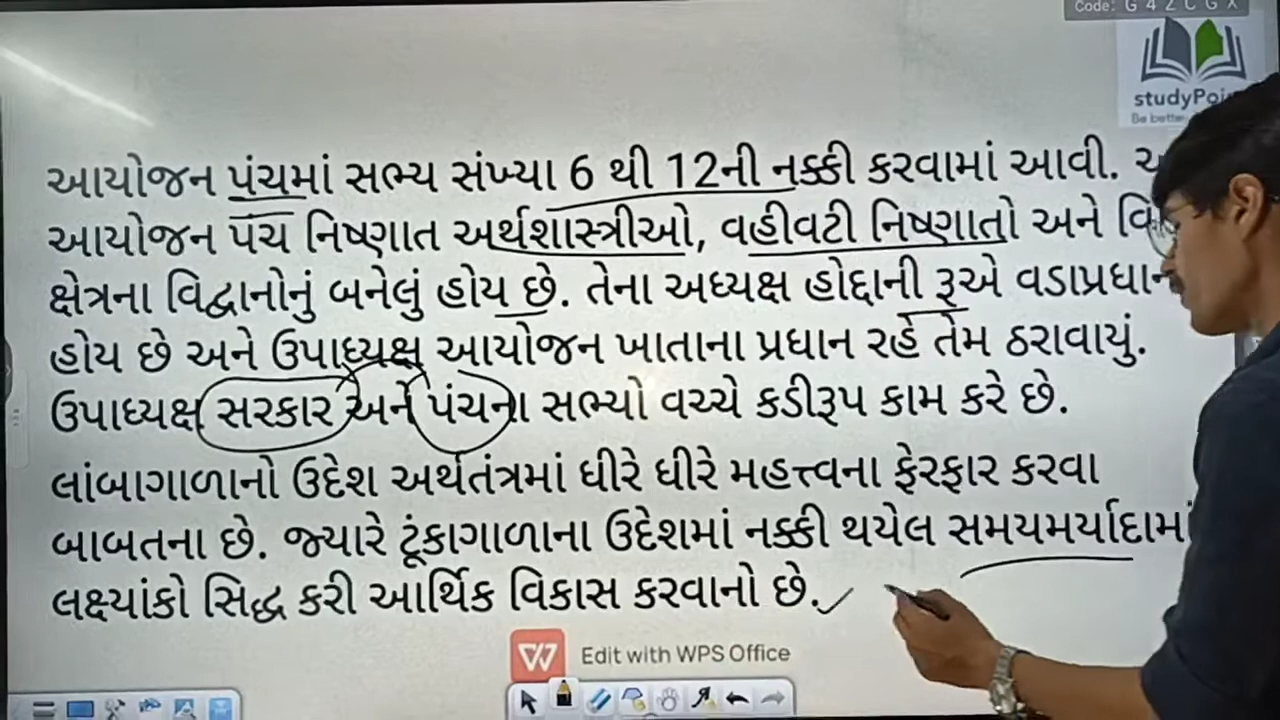 Code: G 4 Z C G X
studyPoi
Be bette
આયોજન પંચમાં સભ્ય સંખ્યા 6 થી 12ની નક્કી કરવામાં આવી.
આયોજન પંચ નિષ્ણાત અર્થશાસ્ત્રીઓ, વહીવટી નિષ્ણાતો અને
ક્ષેત્રના વિદ્વાનોનું બનેલું હોય છે. તેના અધ્યક્ષ હોદ્દાની રૂએ વડાપ્રધાન
હોય છે અને ઉપાધ્યક્ષ આયોજન ખાતાના પ્રધાન રહે તેમ ઠરાવાયું.
ઉપાધ્યક્ષ સરકાર અને પંચના સભ્યો વચ્ચે કડીરૂપ કામ કરે છે.
લાંબાગાળાનો ઉદેશ અર્થતંત્રમાં ધીરે ધીરે મહત્ત્વના ફેરફાર કરવા
બાબતના છે. જ્યારે ટૂંકાગાળાના ઉદેશમાં નક્કી થયેલ સમયમર્યાદામાં
લક્ષ્યાંકો સિદ્ધ કરી આર્થિક વિકાસ કરવાનો છે.
Edit with WPS Office